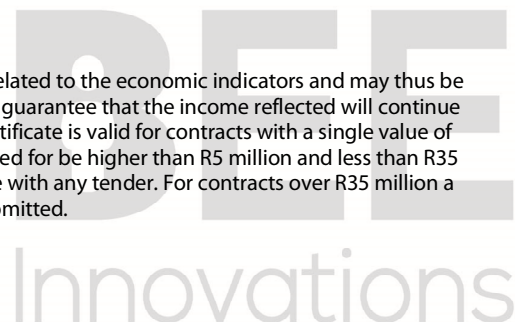 elated to the economic indicators and may thus be
guarantee that the income reflected will continue
tificate is valid for contracts with a single value of
ed for be higher than R5 million and less than R35
e with any tender. For contracts over R35 million a
omitted.
BEE
Innovations